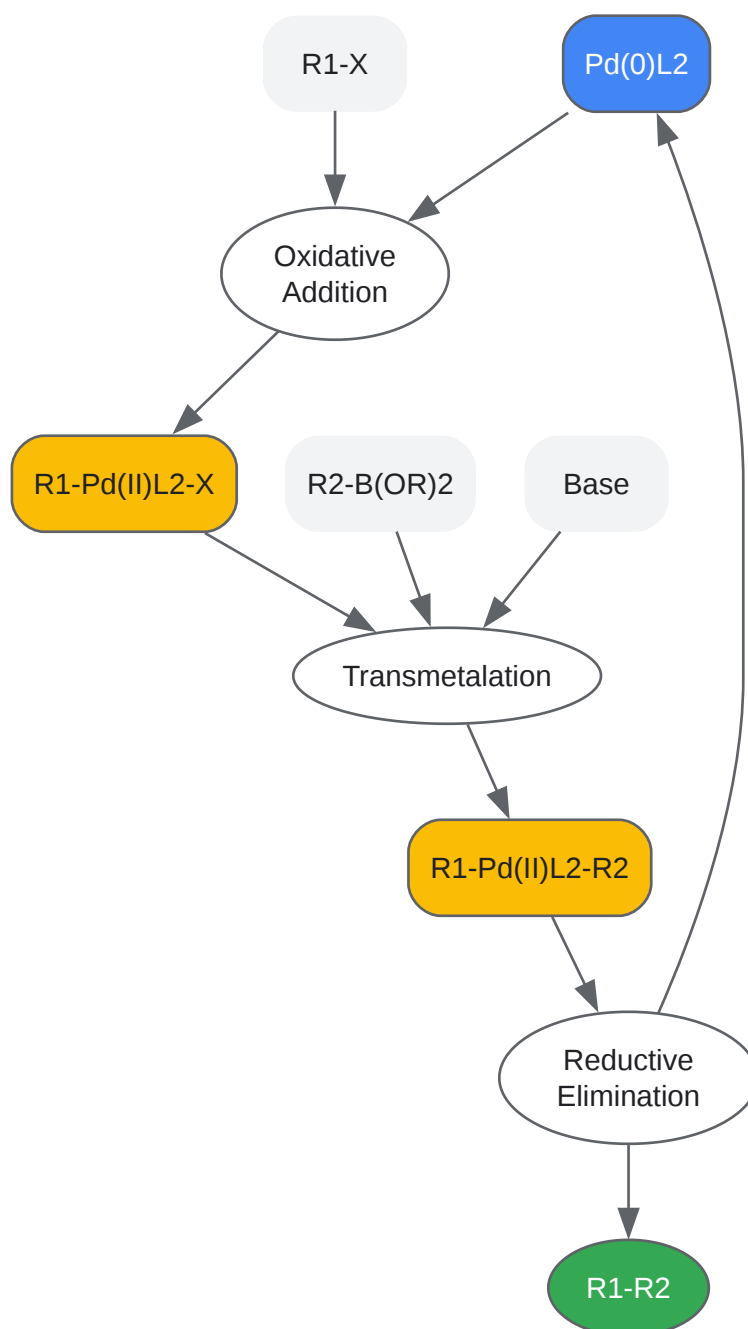 R1-X
Pd(0)L2
Oxidative
Addition
R1-Pd(II)L2-X
R2-B(OR)2
Base
Transmetalation
R1-Pd(II)L2-R2
Reductive
Elimination
R1-R2